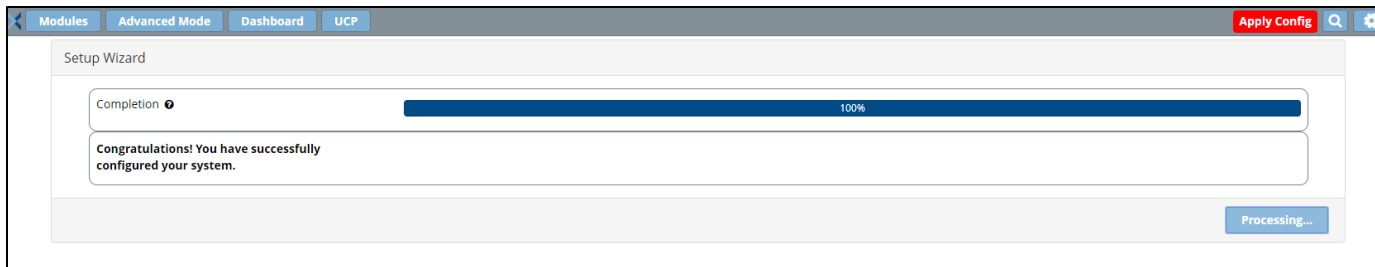 Modules Advanced Mode Dashboard UCP Apply Config
Setup Wizard
Completion
100%
Congratulations! You have successfully
configured your system.
Processing...